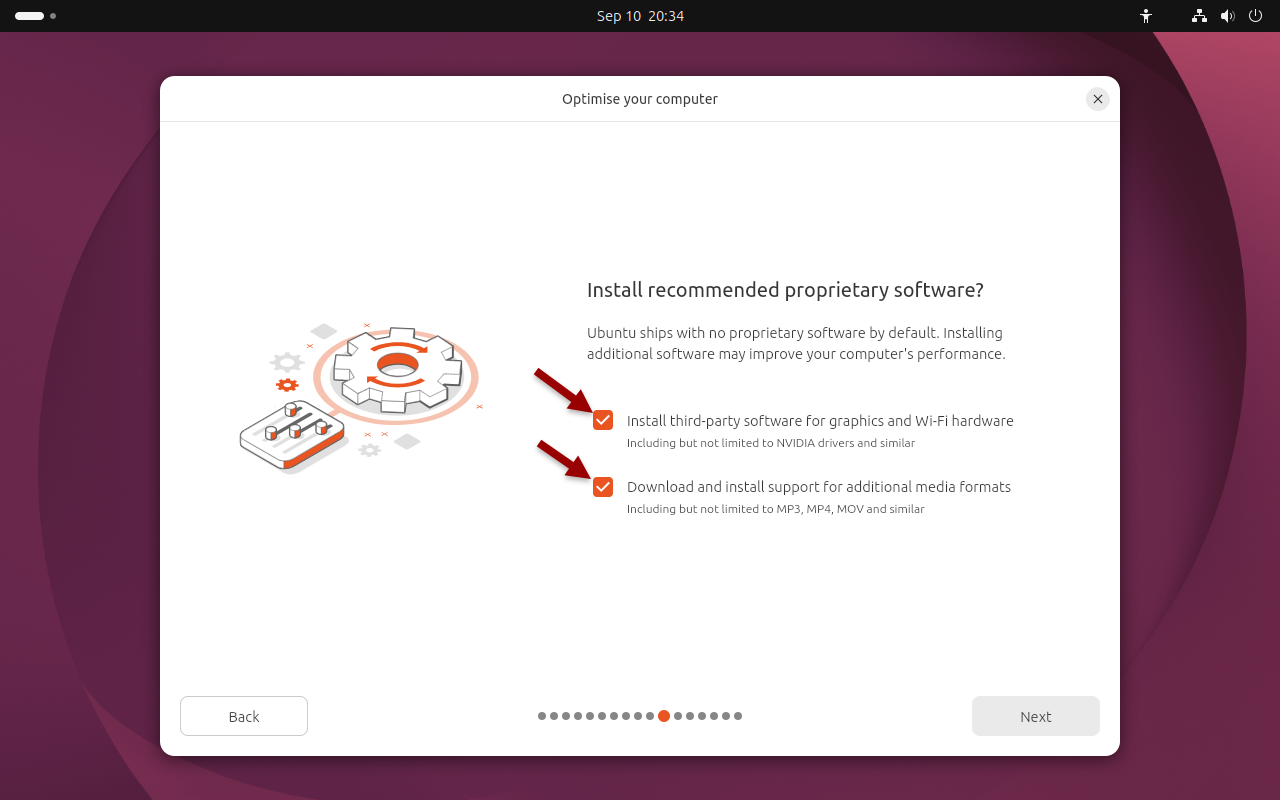 Sep 10 20:34
Optimise your computer
Install recommended proprietary software?
Ubuntu ships with no proprietary software by default. Installing
additional software may improve your computer's performance.
Install third-party software for graphics and Wi-Fi hardware
Including but not limited to NVIDIA drivers and similar
Download and install support for additional media formats
Including but not limited to MP3, MP4, MOV and similar
Back
Next